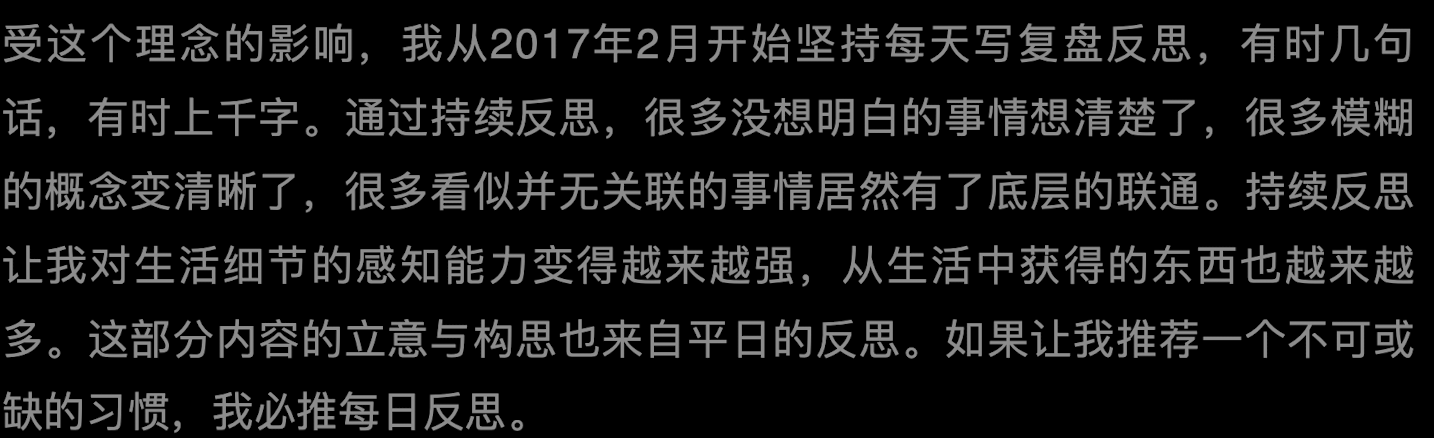 受这个理念的影响，我从2017年2月开始坚持每天写复盘反思，有时几句
话，有时上千字。通过持续反思，很多没想明白的事情想清楚了，很多模糊
的概念变清晰了，很多看似并无关联的事情居然有了底层的联通。持续反思
让我对生活细节的感知能力变得越来越强，从生活中获得的东西也越来越
多。这部分内容的立意与构思也来自平日的反思。如果让我推荐一个不可或
缺的习惯，我必推每日反思。